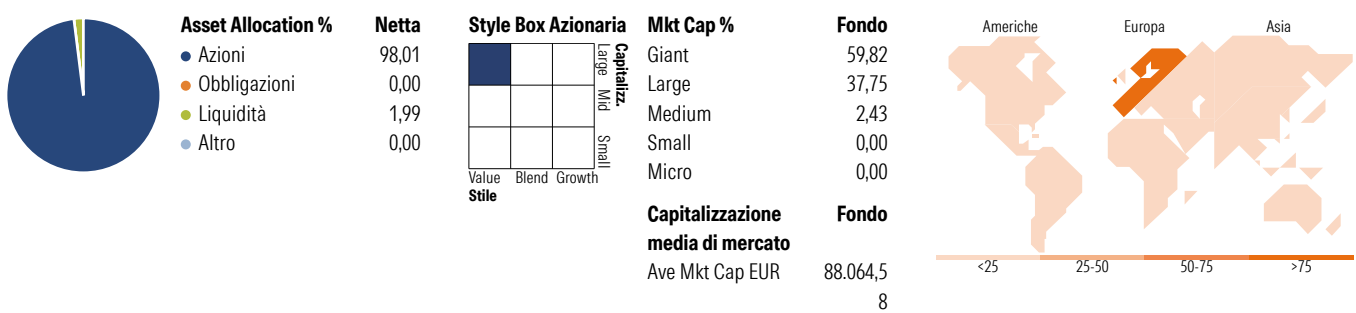 Asset Allocation % Netta
Azioni 98,01
Obbligazioni 0,00
Liquidità 1,99
Altro 0,00
Style Box Azionaria
Capitalizz.
Large Mid Small
Value Blend Growth
Stile
Mkt Cap % Fondo
Giant 59,82
Large 37,75
Medium 2,43
Small 0,00
Micro 0,00
Capitalizzazione Fondo
media di mercato
Ave Mkt Cap EUR 88.064,5
8
Americhe Europa Asia
<25 25-50 50-75 >75